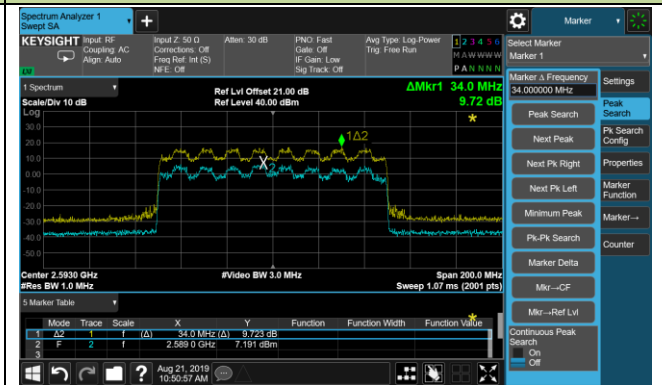 Spectrum Analyzer 1
Swept SA
+
Marker
KEYSIGHT Input: RF
Coupling: AC
Align: Auto
Input Z: 50 Ω
Corrections: Off
Freq Ref: Int (S)
NFE: Off
Atten: 30 dB
PNO: Fast
Gate: Off
IF Gain: Low
Sig Track: Off
Avg Type: Log-Power
Trig: Free Run
1 2 3 4 5 6
M A W W W W
P A N N N N
LXI
Select Marker
Marker 1
1 Spectrum
Scale/Div 10 dB
Ref Lvl Offset 21.00 dB
Ref Level 40.00 dBm
ΔMkr1 34.0 MHz
9.72 dB
Log
30.0
20.0
10.0
0.00
-10.0
-20.0
-30.0
-40.0
-50.0
1Δ2
X2
*
Center 2.5930 GHz
#Res BW 1.0 MHz
#Video BW 3.0 MHz
Span 200.0 MHz
Sweep 1.07 ms (2001 pts)
5 Marker Table
*
Mode Trace Scale X Y Function Function Width Function Value
1 Δ2 1 f (Δ) 34.0 MHz (Δ) 9.723 dB
2 F 2 f 2.589 0 GHz 7.191 dBm
3
Aug 21, 2019
10:50:57 AM
?
Marker Δ Frequency
34.000000 MHz
Peak Search
Next Peak
Next Pk Right
Next Pk Left
Minimum Peak
Pk-Pk Search
Marker Delta
Mkr→CF
Mkr→Ref Lvl
Continuous Peak
Search
On
Off
Settings
Peak
Search
Pk Search
Config
Properties
Marker
Function
Marker→
Counter